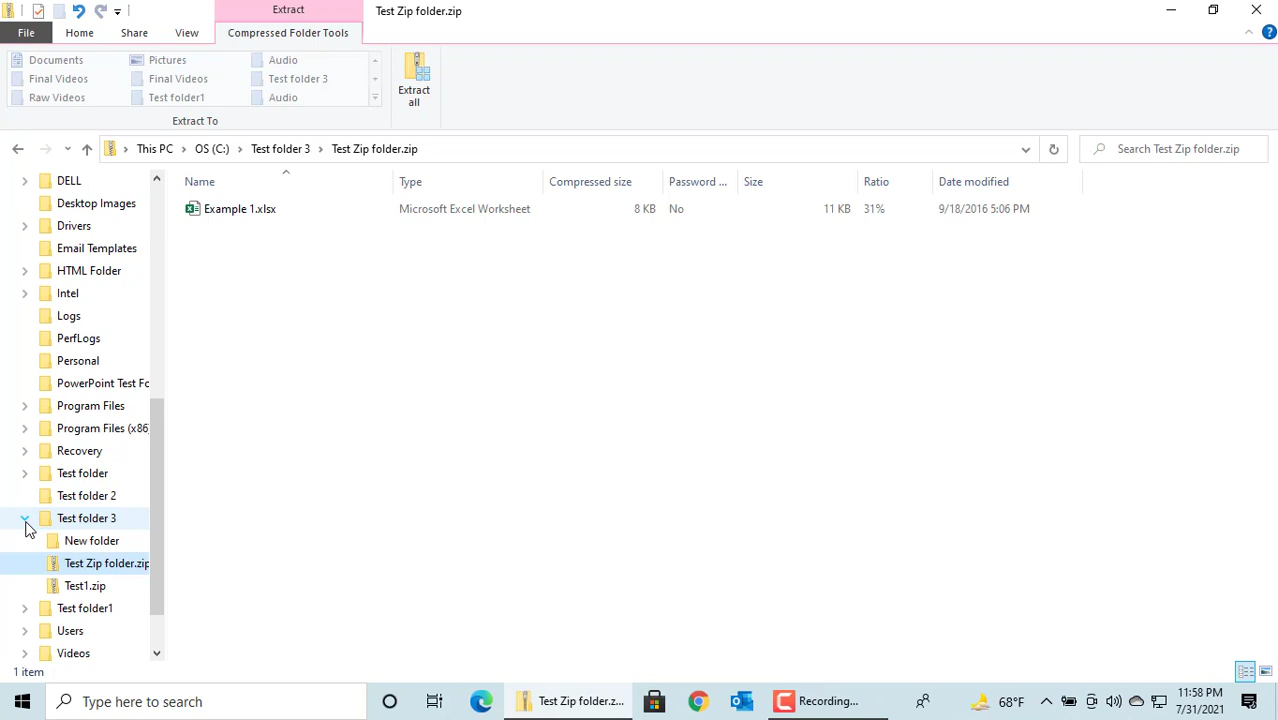 Extract
Test Zip folder.zip
File
Home
Share
View
Compressed Folder Tools
Documents
Pictures
Audio
Final Videos
Final Videos
Test folder 3
Raw Videos
Test folder1
Audio
Extract To
Extract all
This PC > OS (C:) > Test folder 3 > Test Zip folder.zip
Search Test Zip folder.zip
Name
Type
Compressed size
Password ...
Size
Ratio
Date modified
Example 1.xlsx
Microsoft Excel Worksheet
8 KB
No
11 KB
31%
9/18/2016 5:06 PM
DELL
Desktop Images
Drivers
Email Templates
HTML Folder
Intel
Logs
PerfLogs
Personal
PowerPoint Test Fo
Program Files
Program Files (x86)
Recovery
Test folder
Test folder 2
Test folder 3
New folder
Test Zip folder.zip
Test1.zip
Test folder1
Users
Videos
1 item
Type here to search
Test Zip folder.z...
Recording...
68°F
11:58 PM
7/31/2021